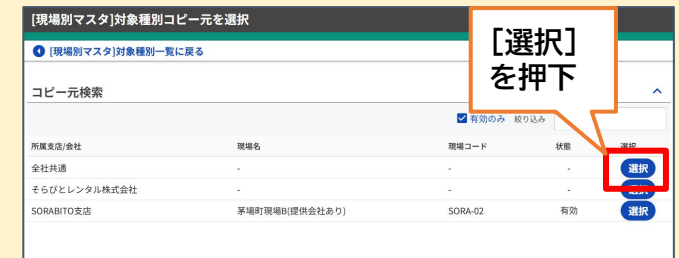 [現場別マスタ]対象種別コピー元を選択
[現場別マスタ]対象種別一覧に戻る
［選択］
を押下
コピー元検索
有効のみ 絞り込み
所属支店/会社 現場名 現場コード 状態 選択
全社共通 - - - 選択
そらびとレンタル株式会社 - - - 選択
SORABITO支店 茅場町現場B(提供会社あり) SORA-02 有効 選択